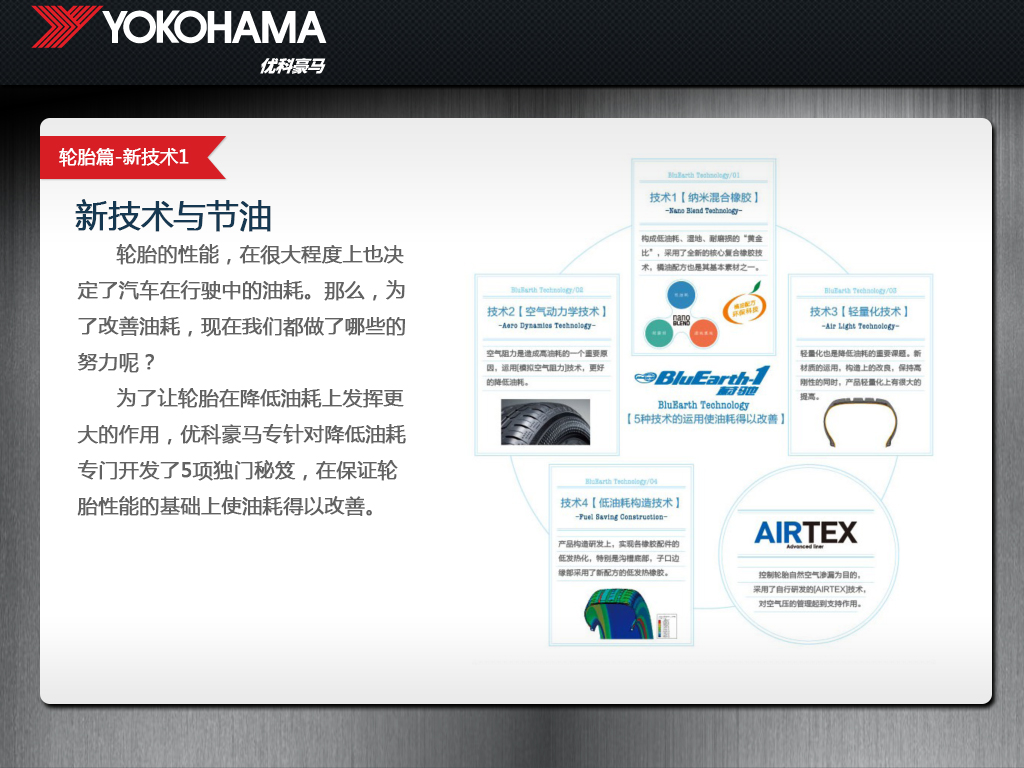 YOKOHAMA
优科豪马
轮胎篇-新技术1
新技术与节油
轮胎的性能，在很大程度上也决
定了汽车在行驶中的油耗。那么，为
了改善油耗，现在我们都做了哪些的
努力呢？
为了让轮胎在降低油耗上发挥更
大的作用，优科豪马专针对降低油耗
专门开发了5项独门秘笈，在保证轮
胎性能的基础上使油耗得以改善。
BluEarth Technology/01
技术1【纳米混合橡胶】
-Nano Blend Technology-
构成低油耗、湿地、耐磨损的“黄金
比”，采用了全新的核心复合橡胶技
术，橘油配方也是其基本素材之一。
低油耗
nano
BLEND
橘油配方
环保科技
BluEarth Technology/02
技术2【空气动力学技术】
-Aero Dynamics Technology-
空气阻力是造成高油耗的一个重要原
因，运用[模拟空气阻力]技术，更好
的降低油耗。
BluEarth Technology/03
技术3【轻量化技术】
-Air Light Technology-
轻量化也是降低油耗的重要课题。新
材质的运用，构造上的改良，保持高
刚性的同时，产品轻量化上有很大的
提高。
BluEarth-1
BluEarth Technology
【5种技术的运用使油耗得以改善】
BluEarth Technology/04
技术4【低油耗构造技术】
-Fuel Saving Construction-
产品构造研发上、实现各橡胶配件的
低发热化，特别是沟槽底部，子口边
缘部采用了新配方的低发热橡胶。
AIRTEX
Advanced liner
控制轮胎自然空气渗漏为目的，
采用了自行研发的[AIRTEX]技术，
对空气压的管理起到支持作用。